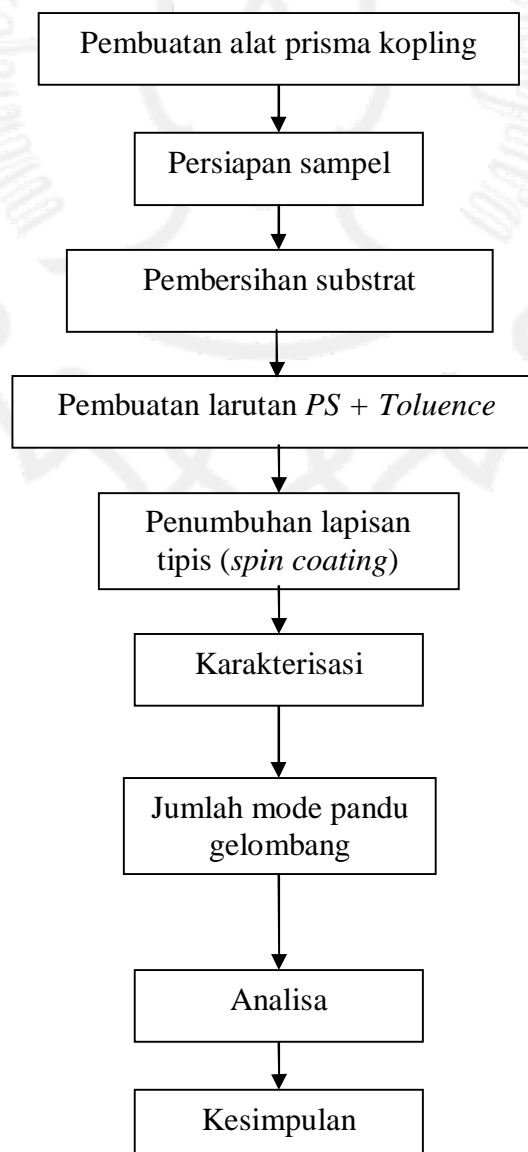 Pembuatan alat prisma kopling
Persiapan sampel
Pembersihan substrat
Pembuatan larutan PS + Toluence
Penumbuhan lapisan
tipis (spin coating)
Karakterisasi
Jumlah mode pandu
gelombang
Analisa
Kesimpulan